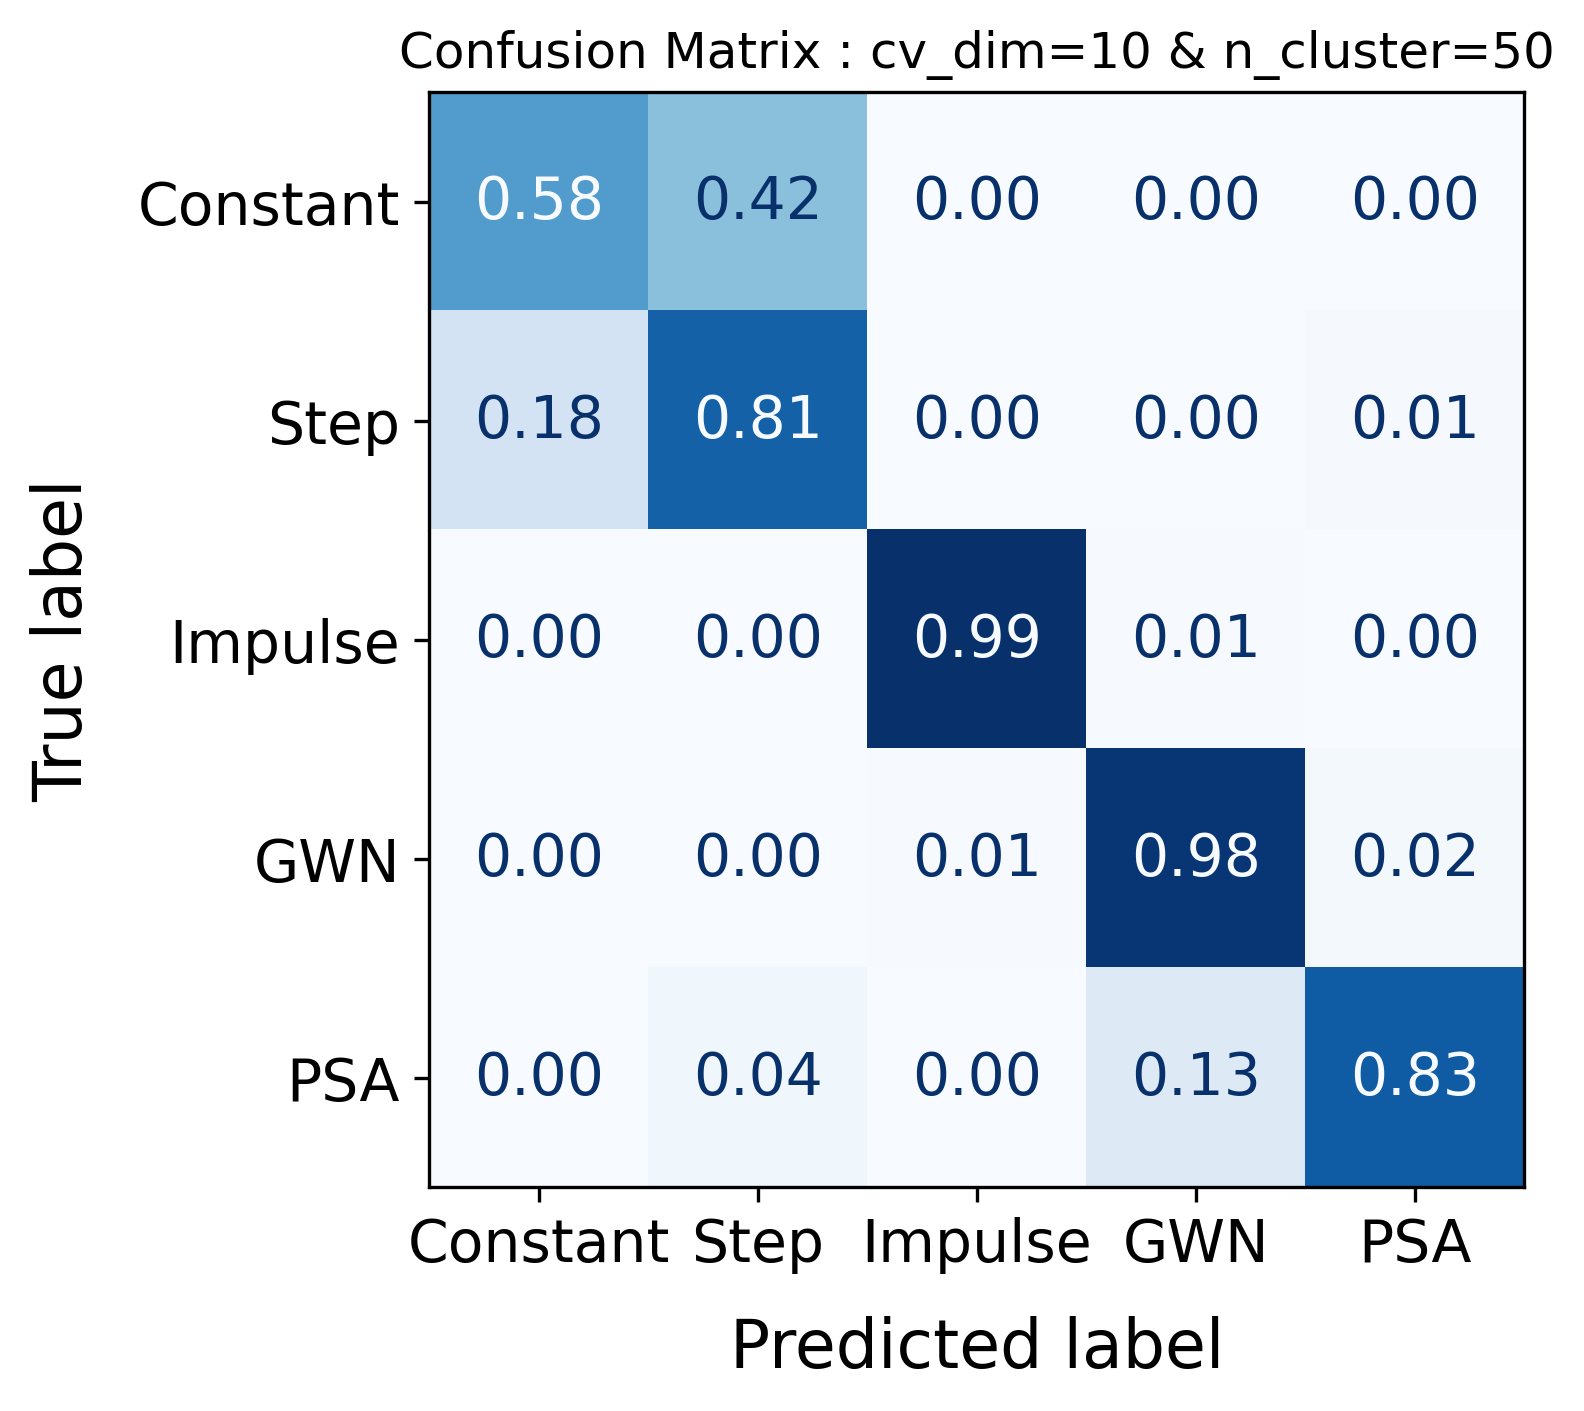 Confusion Matrix : cv_dim=10 & n_cluster=50
True label
Constant 0.58 0.42 0.00 0.00 0.00
Step 0.18 0.81 0.00 0.00 0.01
Impulse 0.00 0.00 0.99 0.01 0.00
GWN 0.00 0.00 0.01 0.98 0.02
PSA 0.00 0.04 0.00 0.13 0.83
Constant Step Impulse GWN PSA
Predicted label